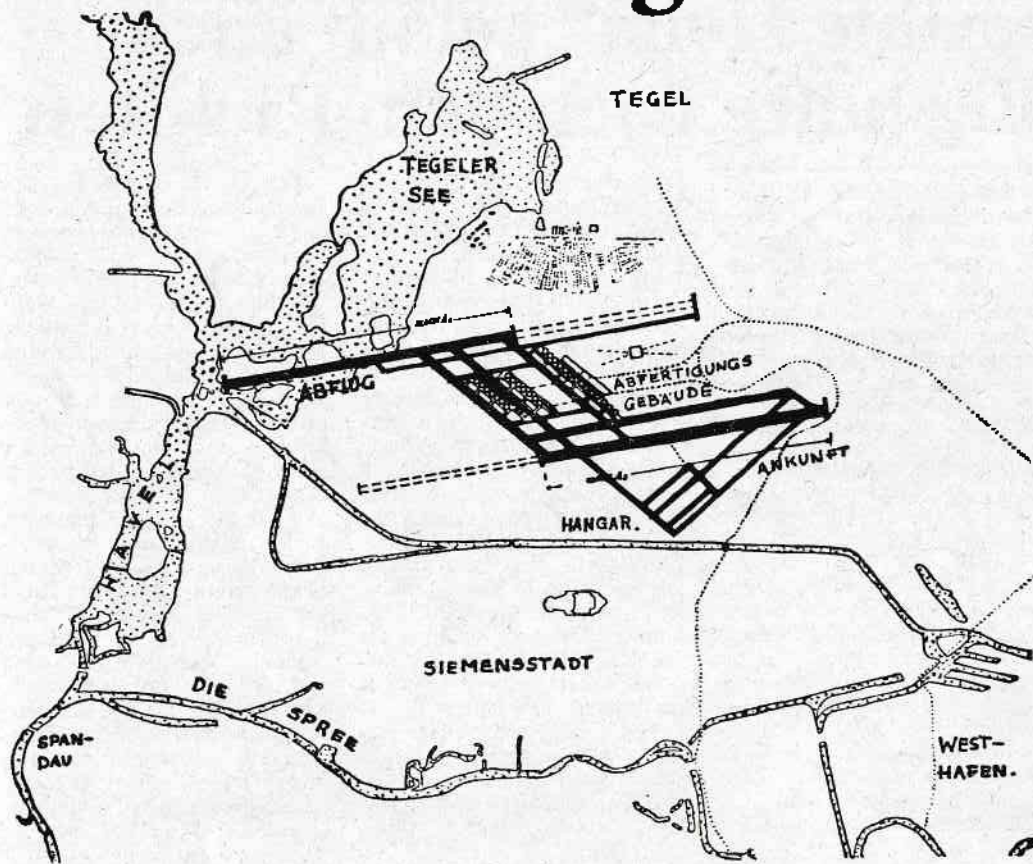 g
TEGEL
TEGELER
SEE
ABFLUG
ABFERTIGUNGS
GEBÄUDE
ANKUNFT
HANGAR.
HAVEL
SIEMENSSTADT
DIE
SPREE
SPAN-
DAU
WEST-
HAFEN.